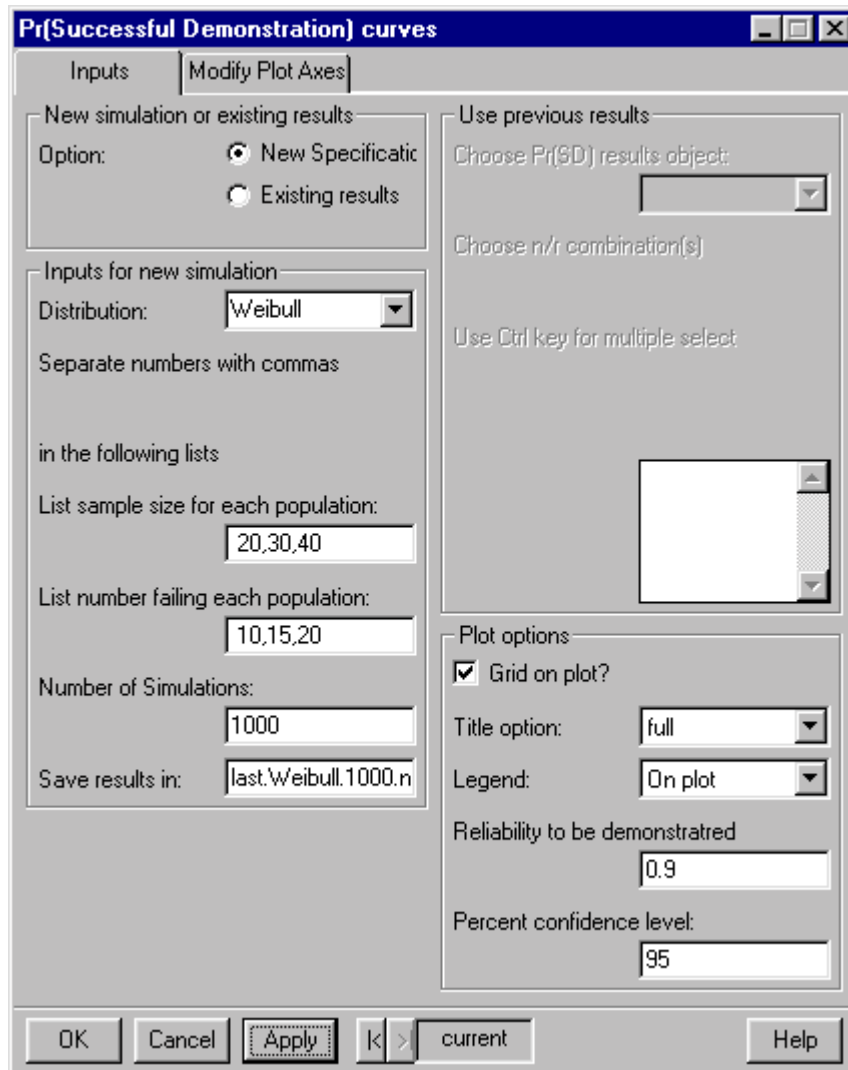 Pr(Successful Demonstration) curves
Inputs
Modify Plot Axes
New simulation or existing results
Option:
New Specificatic
Existing results
Inputs for new simulation
Distribution:
Weibull
Separate numbers with commas
in the following lists
List sample size for each population:
20,30,40
List number failing each population:
10,15,20
Number of Simulations:
1000
Save results in:
last.Weibull.1000.n
Use previous results
Choose Pr(SD) results object:
Choose n/r combination(s)
Use Ctrl key for multiple select
Plot options
Grid on plot?
Title option:
full
Legend:
On plot
Reliability to be demonstratred
0.9
Percent confidence level:
95
OK
Cancel
Apply
current
Help